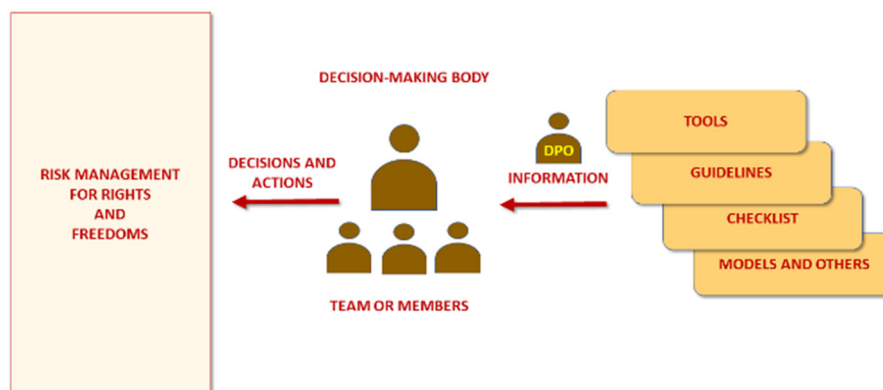 RISK MANAGEMENT
FOR RIGHTS
AND
FREEDOMS
DECISIONS AND
ACTIONS
DECISION-MAKING BODY
TEAM OR MEMBERS
DPO
INFORMATION
TOOLS
GUIDELINES
CHECKLIST
MODELS AND OTHERS